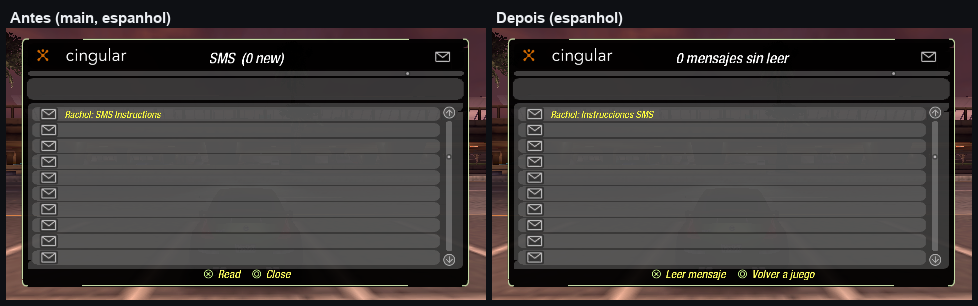 Antes (main, espanhol)
cingular
SMS (0 new)
Rachel: SMS Instructions
Read Close
Depois (espanhol)
cingular
0 mensajes sin leer
Rachel: Instrucciones SMS
Leer mensaje Volver a juego